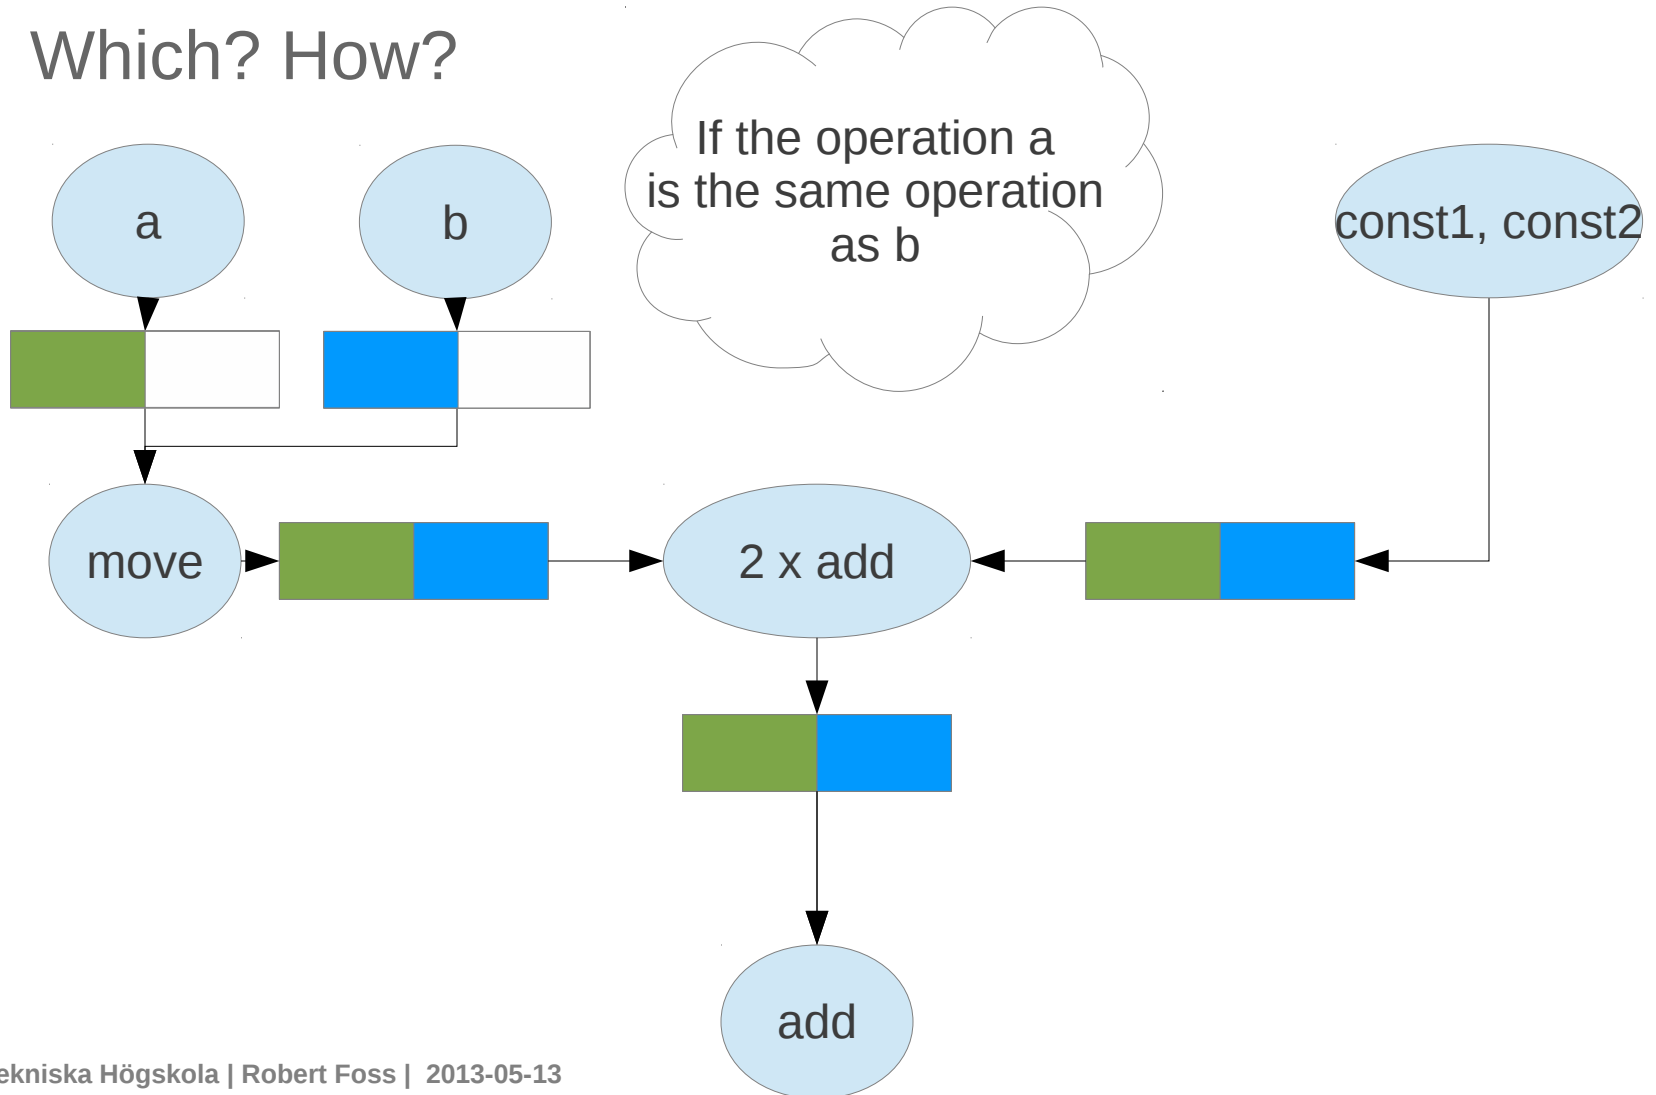 Which? How?
If the operation a
is the same operation
as b
a
b
const1, const2
move
2 x add
add
ekniska Högskola | Robert Foss | 2013-05-13